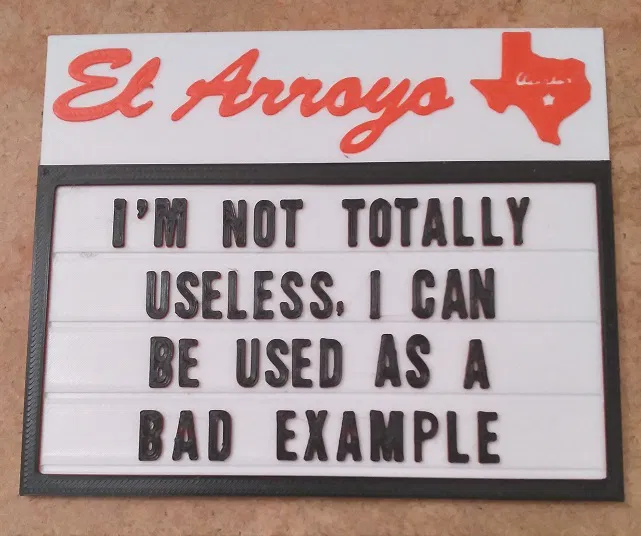 El Arroyo
I'M NOT TOTALLY
USELESS, I CAN
BE USED AS A
BAD EXAMPLE